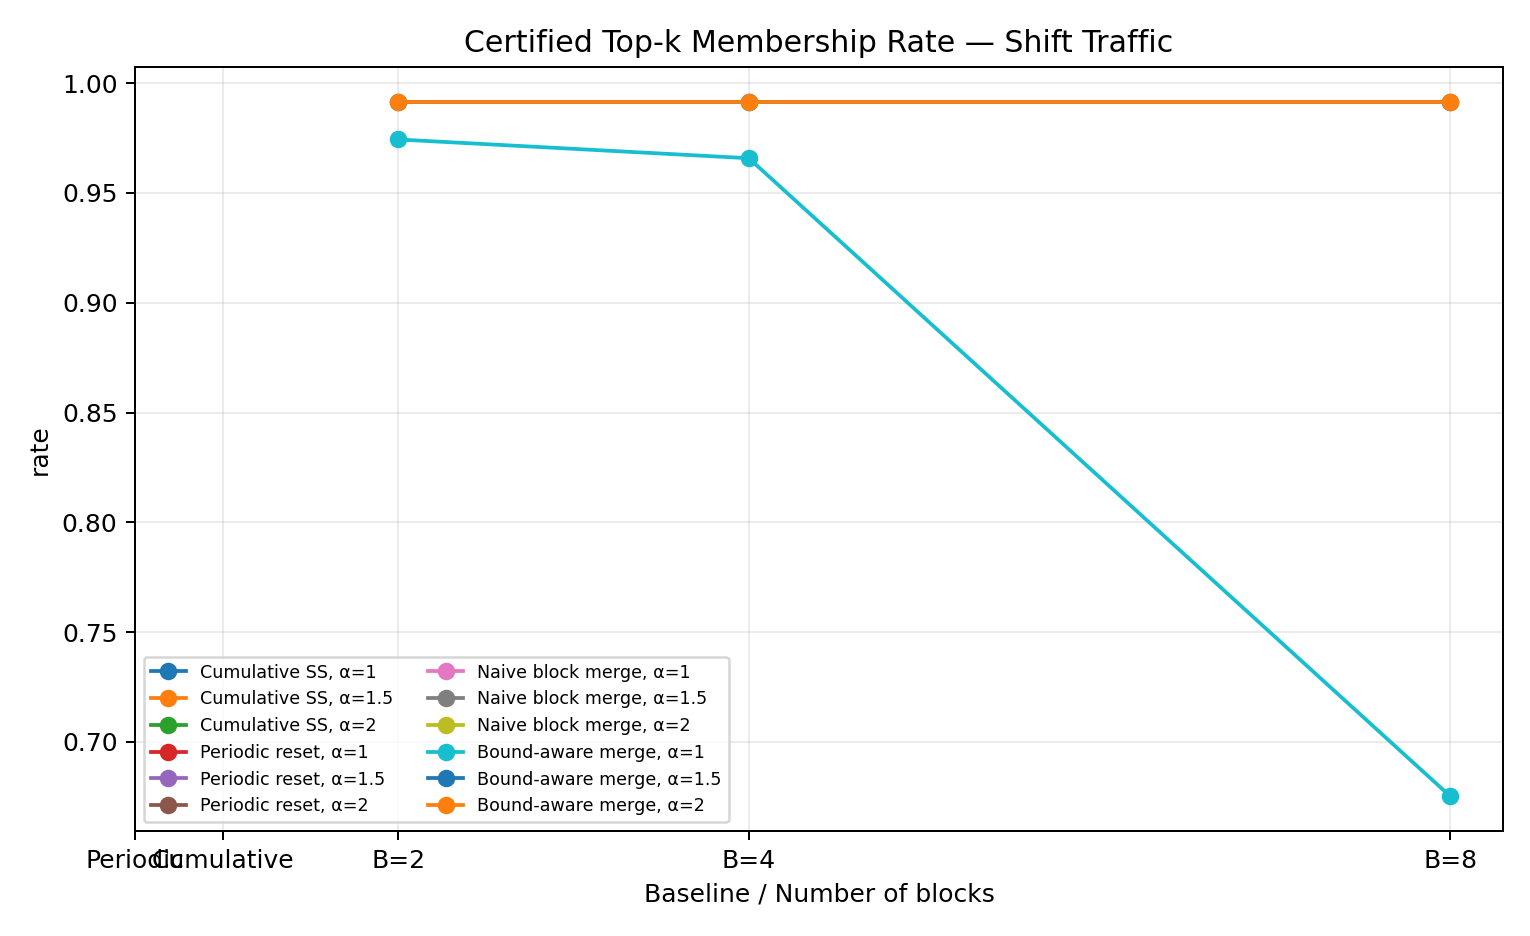 Certified Top-k Membership Rate — Shift Traffic
1.00
0.95
0.90
0.85
0.80
0.75
0.70
rate
Cumulative SS, α=1
Cumulative SS, α=1.5
Cumulative SS, α=2
Periodic reset, α=1
Periodic reset, α=1.5
Periodic reset, α=2
Naive block merge, α=1
Naive block merge, α=1.5
Naive block merge, α=2
Bound-aware merge, α=1
Bound-aware merge, α=1.5
Bound-aware merge, α=2
Periodic Cumulative B=2 B=4 B=8
Baseline / Number of blocks